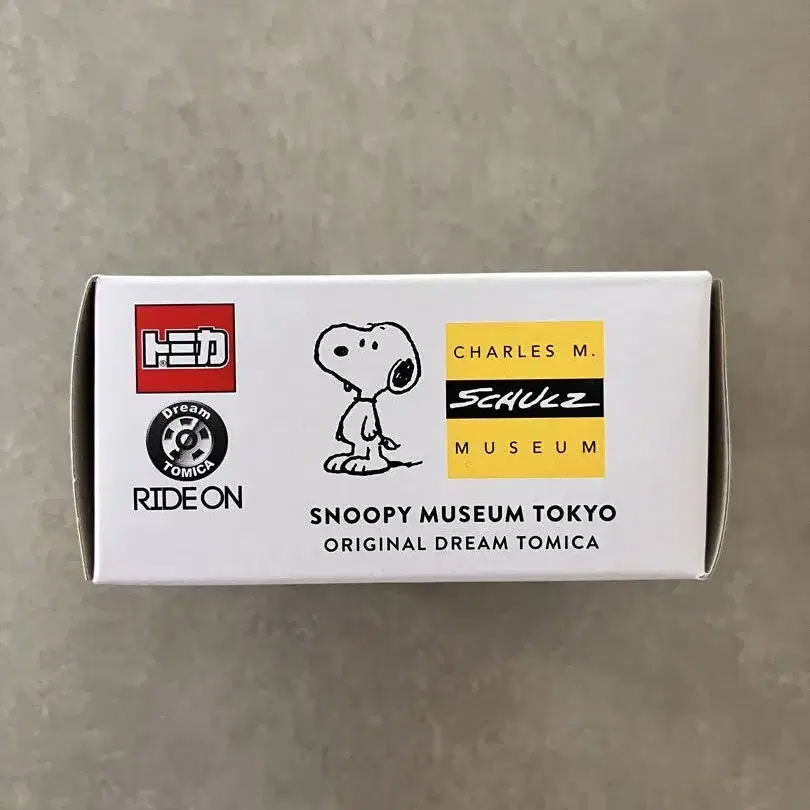 トミカ
®
Dream
TOMICA
RIDE ON
CHARLES M.
SCHULZ
MUSEUM
SNOOPY MUSEUM TOKYO
ORIGINAL DREAM TOMICA